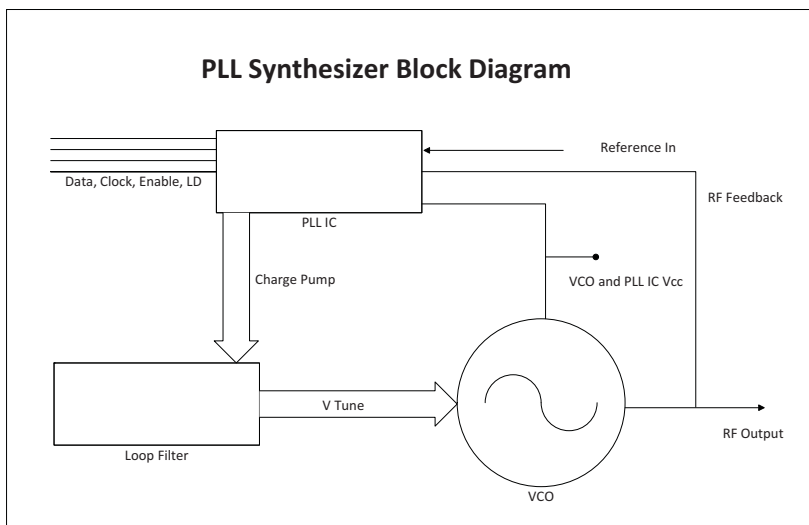 PLL Synthesizer Block Diagram
Reference In
Data, Clock, Enable, LD
RF Feedback
PLL IC
Charge Pump
VCO and PLL IC Vcc
V Tune
RF Output
Loop Filter
VCO